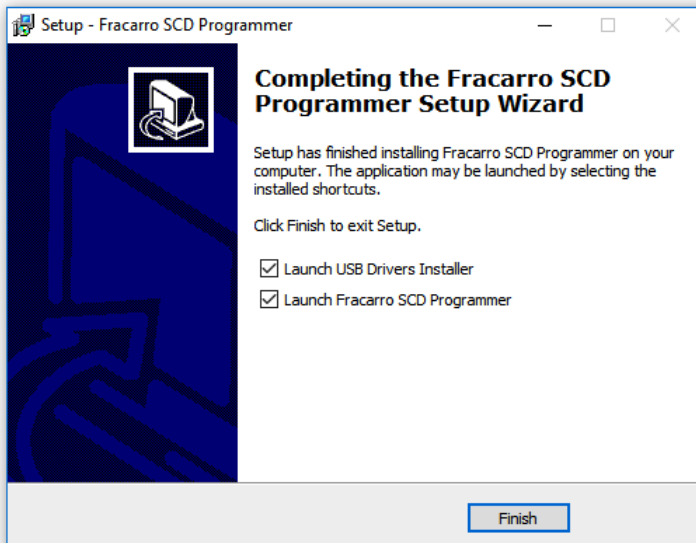 Setup - Fracarro SCD Programmer
Completing the Fracarro SCD
Programmer Setup Wizard
Setup has finished installing Fracarro SCD Programmer on your
computer. The application may be launched by selecting the
installed shortcuts.
Click Finish to exit Setup.
Launch USB Drivers Installer
Launch Fracarro SCD Programmer
Finish